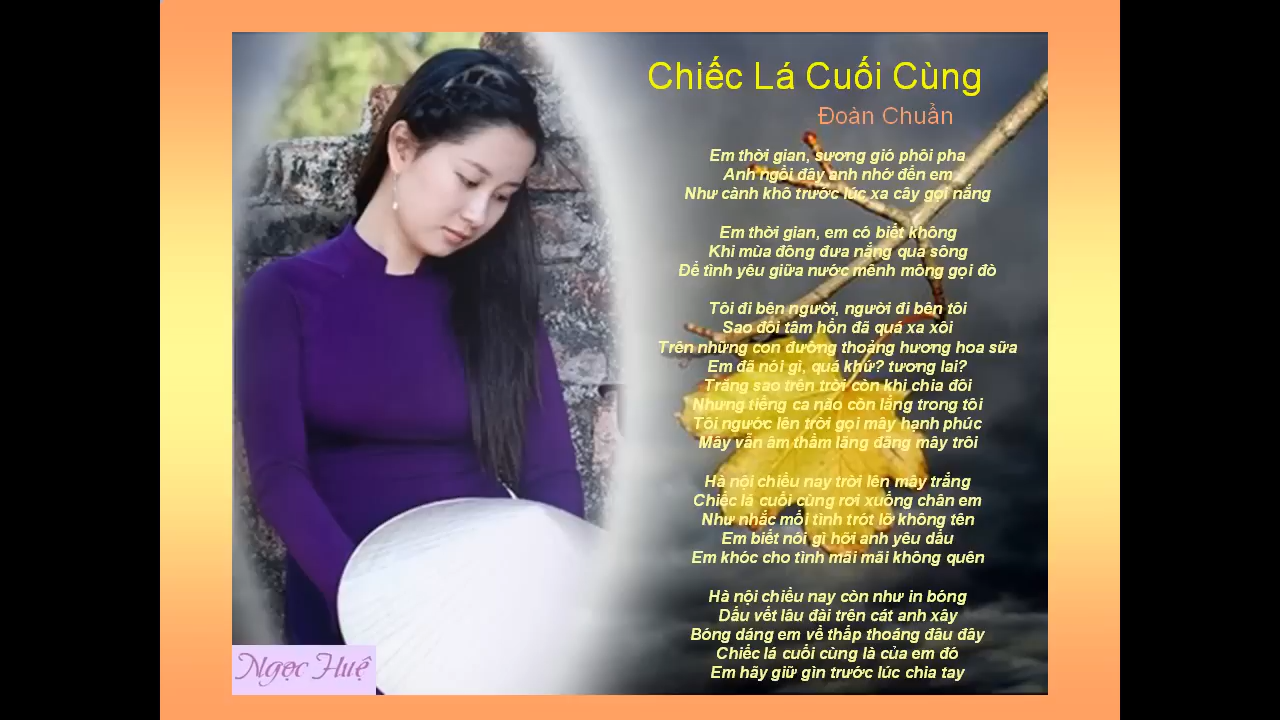 Chiếc Lá Cuối Cùng
Đoàn Chuẩn
Em thời gian, sương gió phôi pha
Anh ngồi đây anh nhớ đến em
Như cành khô trước lúc xa cây gọi nắng
Em thời gian, em có biết không
Khi mùa đông đưa nắng quá sông
Để tình yêu giữa nước mênh mông gọi đò
Tôi đi bên người, người đi bên tôi
Sao đôi tâm hồn đã quá xa xôi
Trên những con đường thoảng hương hoa sữa
Em đã nói gì, quá khứ? tương lai?
Trăng sao trên trời còn khi chia đôi
Nhưng tiếng ca nào còn lắng trong tôi
Tôi ngước lên trời gọi mây hạnh phúc
Mây vẫn âm thầm lãng đãng mây trôi
Hà nội chiều nay trời lên mây trắng
Chiếc lá cuối cùng rơi xuống chân em
Như nhắc mối tình trót lỡ không tên
Em biết nói gì hỡi anh yêu dấu
Em khóc cho tình mãi mãi không quên
Hà nội chiều nay còn như in bóng
Dấu vết lâu đài trên cát anh xây
Bóng dáng em về thấp thoáng đâu đây
Chiếc lá cuối cùng là của em đó
Em hãy giữ gìn trước lúc chia tay
Ngọc Huệ